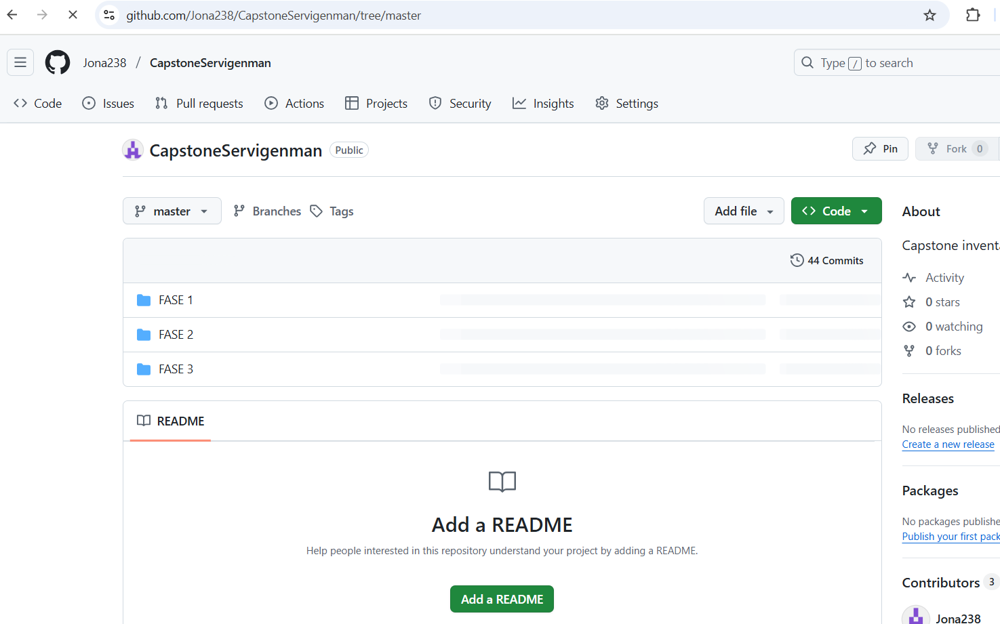 github.com/Jona238/CapstoneServigenman/tree/master
Jona238 / CapstoneServigenman
Type / to search
Code Issues Pull requests Actions Projects Security Insights Settings
CapstoneServigenman Public
Pin Fork 0
master Branches Tags
Add file Code
About
Capstone inventa
44 Commits
FASE 1
FASE 2
FASE 3
Activity
0 stars
0 watching
0 forks
README
Add a README
Help people interested in this repository understand your project by adding a README.
Add a README
Releases
No releases published
Create a new release
Packages
No packages publishe
Publish your first pack
Contributors 3
Jona238